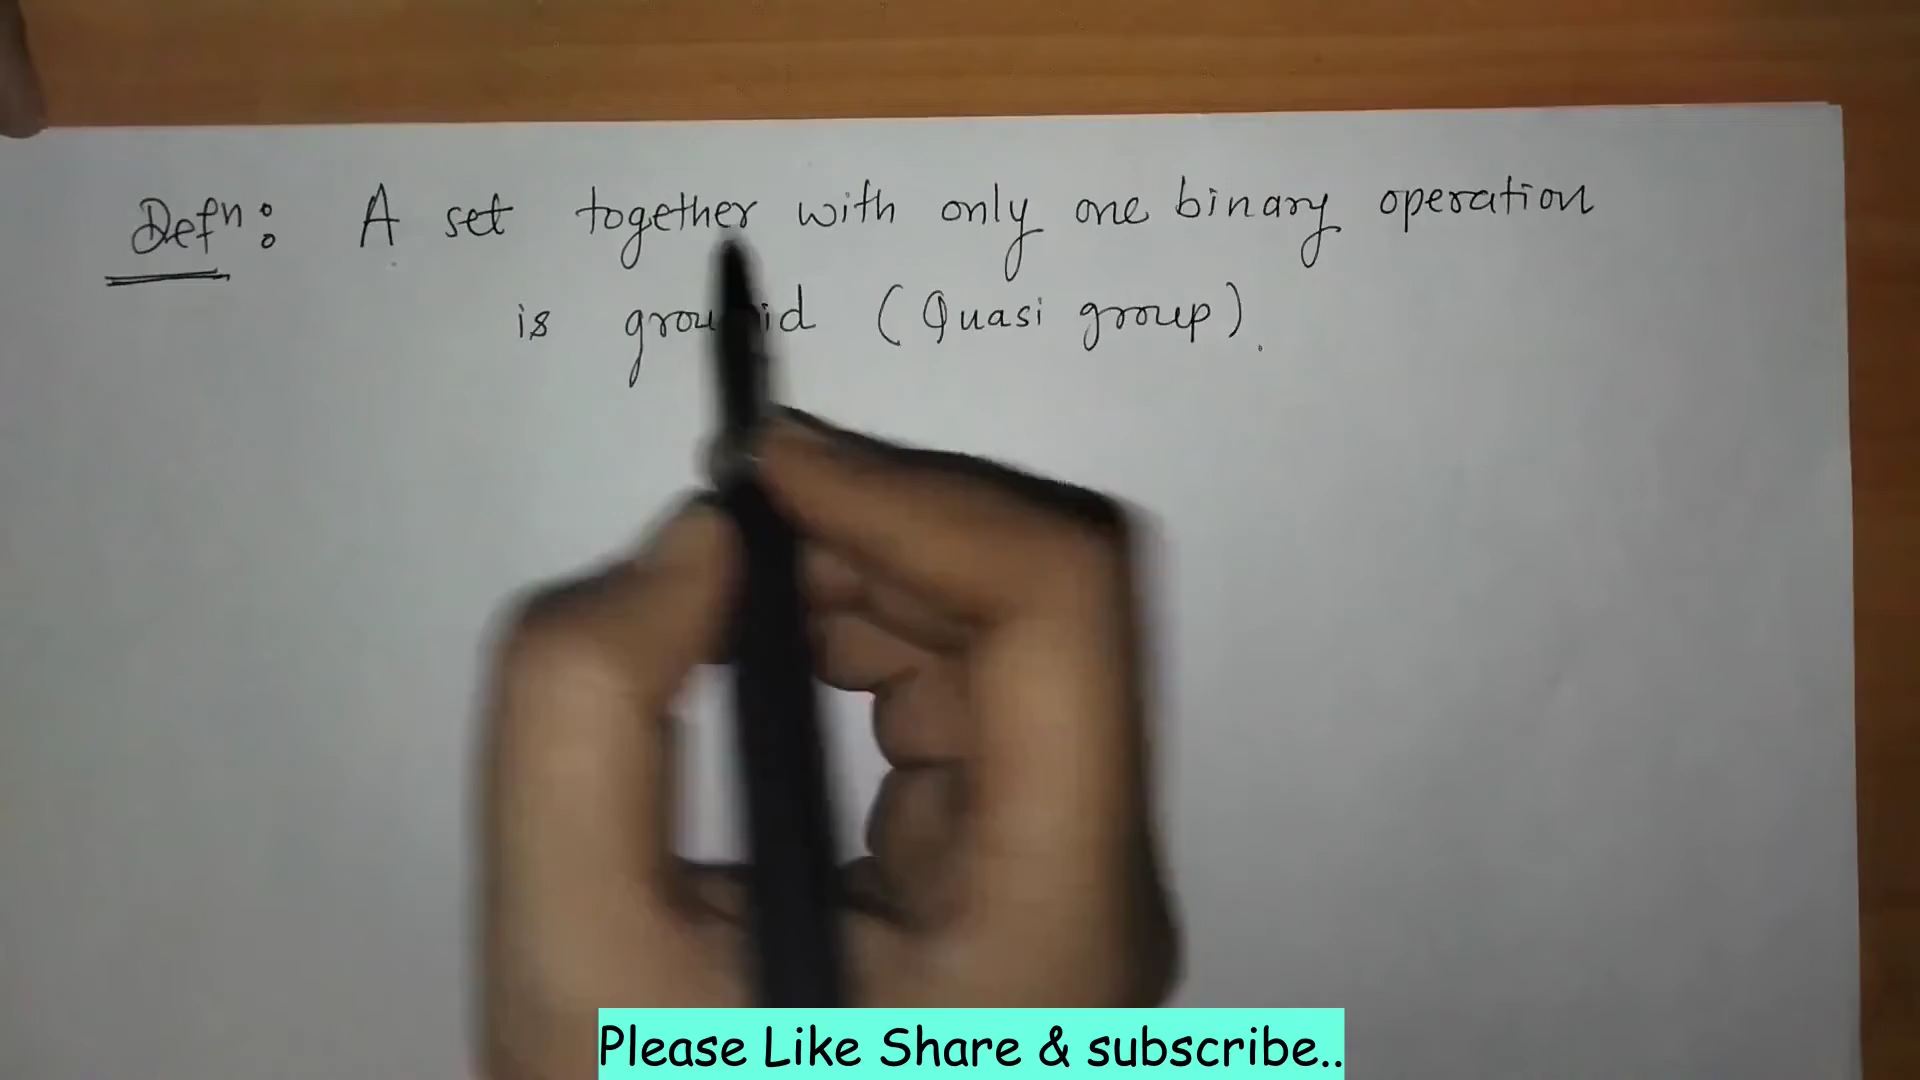 Defn: A set together with only one binary operation
is (Quasi group).
Please Like Share & subscribe..